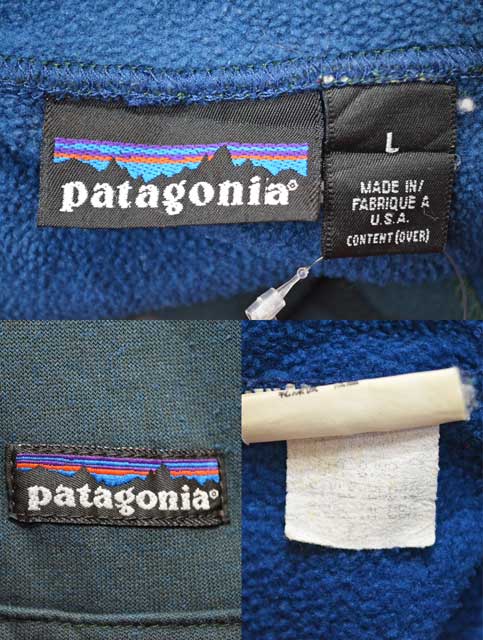 patagonia®
L
MADE IN/
FABRIQUE A
U.S.A.
CONTENT (OVER)
patagonia®